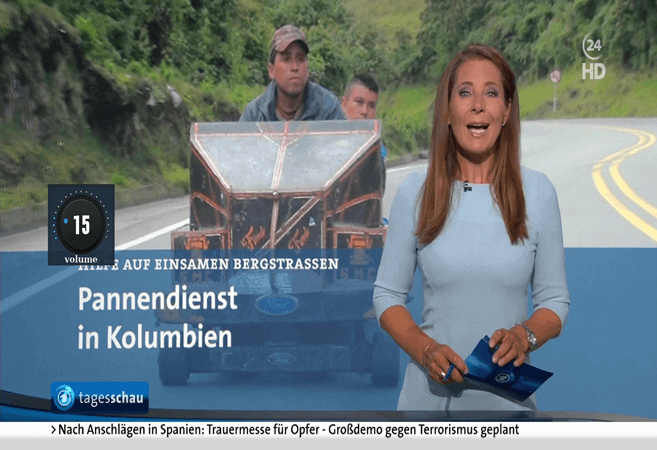 24
HD
15
volume
HILFE AUF EINSAMEN BERGSTRASSEN
Pannendienst
in Kolumbien
tagesschau
> Nach Anschlägen in Spanien: Trauermesse für Opfer - Großdemo gegen Terrorismus geplant